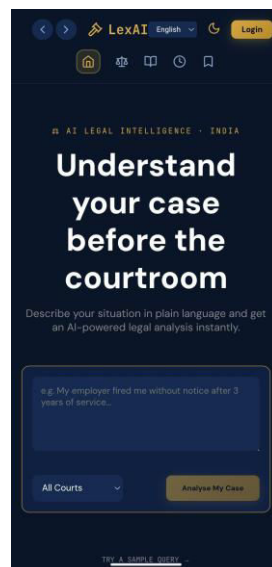 LexAI English Login
AI LEGAL INTELLIGENCE · INDIA
Understand
your case
before the
courtroom
Describe your situation in plain language and get
an AI-powered legal analysis instantly.
e.g. My employer fired me without notice after 3
years of service...
All Courts Analyse My Case
TRY A SAMPLE QUERY